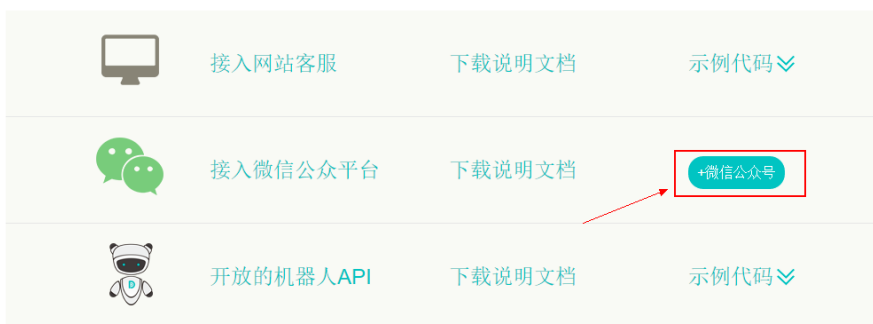 接入网站客服 下载说明文档 示例代码
接入微信公众平台 下载说明文档 +微信公众号
D
开放的机器人API 下载说明文档 示例代码